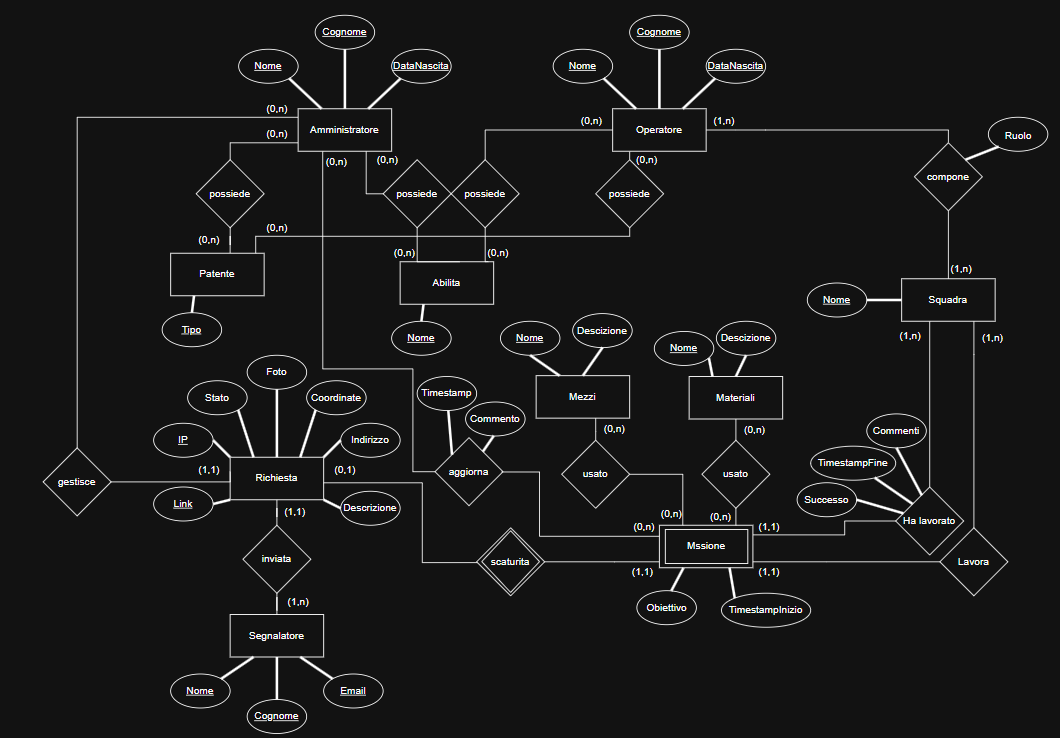 Cognome
Cognome
Nome
DataNascita
Nome
DataNascita
(0,n)
Amministratore
(0,n)
Operatore
(1,n)
(0,n)
Ruolo
(0,n)
(0,n)
(0,n)
compone
possiede
possiede
possiede
possiede
(0,n)
(0,n)
(0,n)
(0,n)
Patente
Abilita
(1,n)
Squadra
Nome
Tipo
Nome
Nome
Descizione
Nome
Descizione
(1,n)
(1,n)
Foto
Stato
Coordinate
Timestamp
Commento
Mezzi
Materiali
IP
Indirizzo
(0,n)
(0,n)
Commenti
(1,1)
(0,1)
gestisce
Richiesta
aggiorna
usato
usato
TimestampFine
Link
Descrizione
Successo
(1,1)
(0,n)
(0,n)
(0,n)
(1,1)
Ha lavorato
inviata
scaturita
Mssione
Lavora
(1,1)
(1,1)
(1,n)
Obiettivo
TimestampInizio
Segnalatore
Nome
Email
Cognome